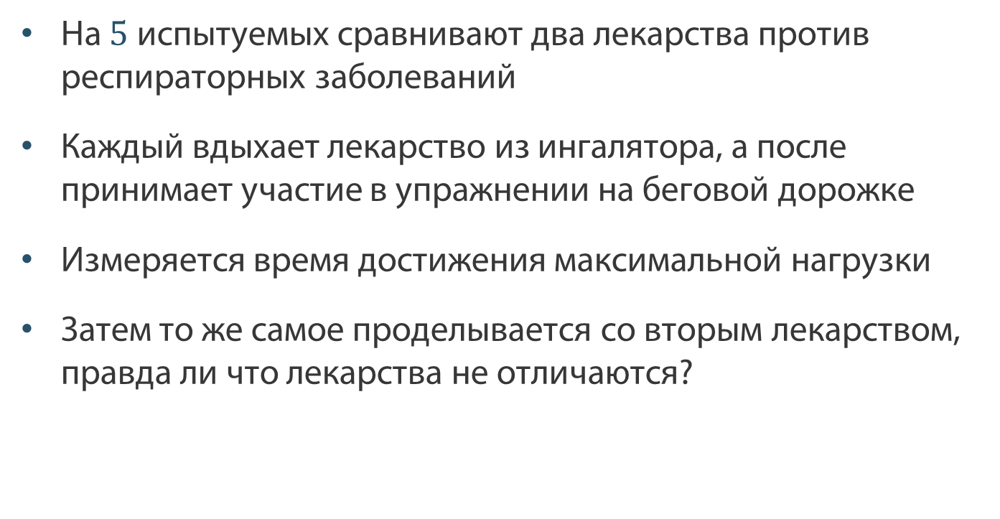 • На 5 испытуемых сравнивают два лекарства против
респираторных заболеваний
• Каждый вдыхает лекарство из ингалятора, а после
принимает участие в упражнении на беговой дорожке
• Измеряется время достижения максимальной нагрузки
• Затем то же самое проделывается со вторым лекарством,
правда ли что лекарства не отличаются?